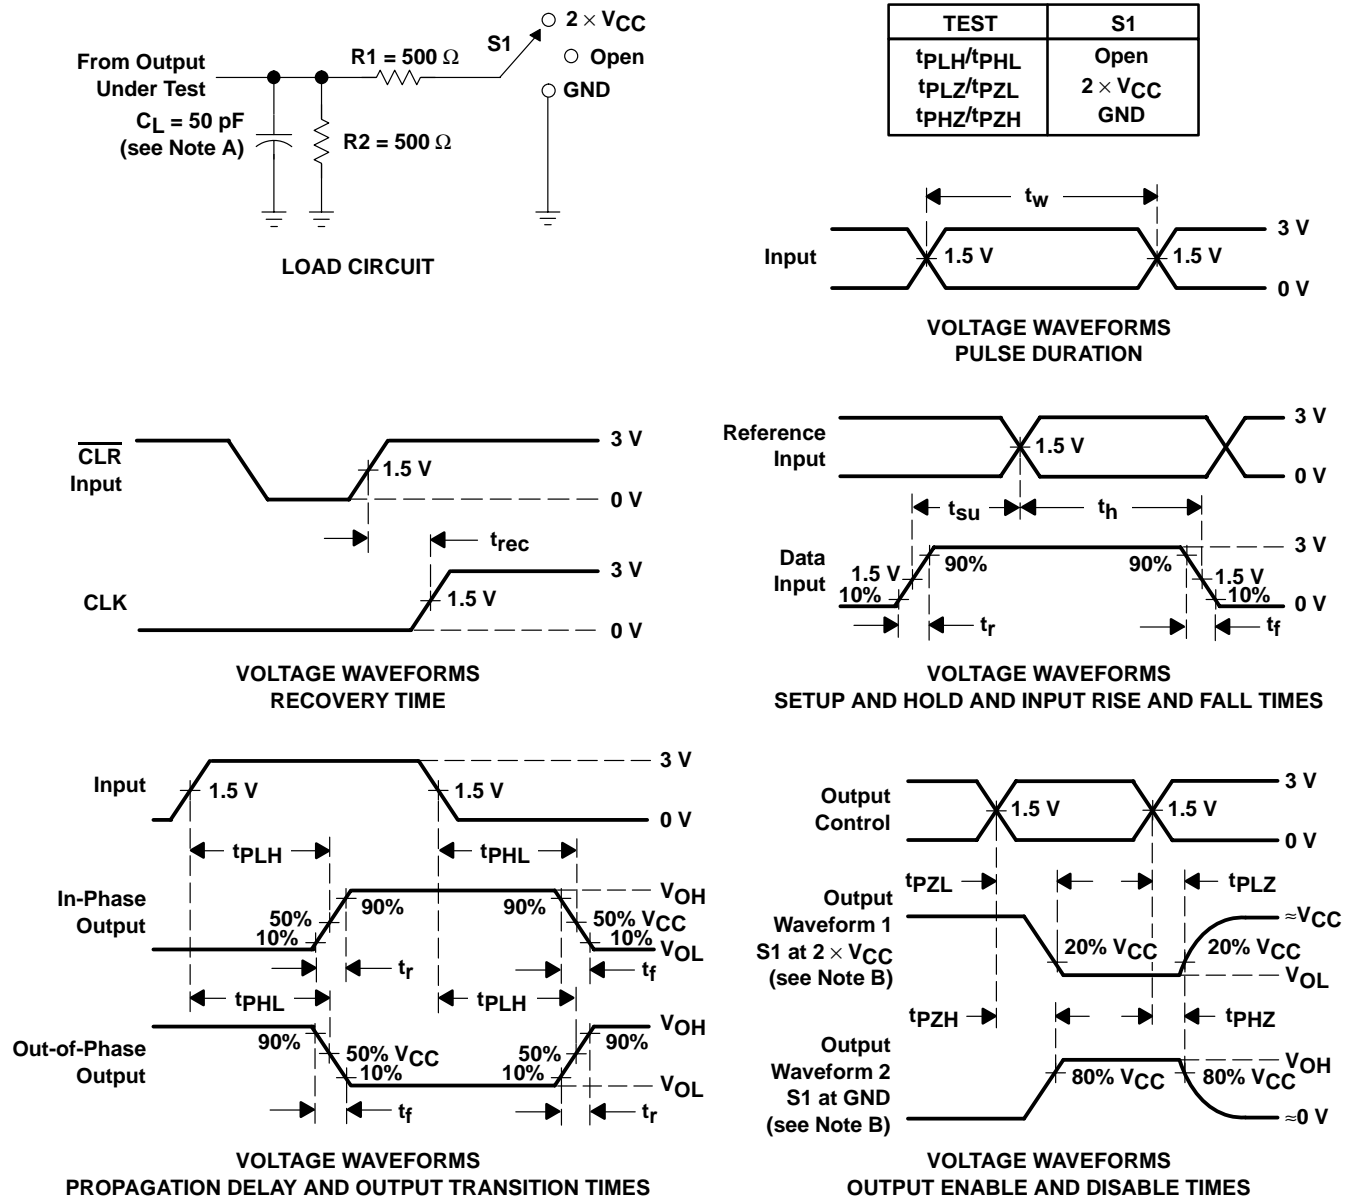 2 × VCC
S1
Open
GND
From Output
Under Test
R1 = 500 Ω
CL = 50 pF
(see Note A)
R2 = 500 Ω
LOAD CIRCUIT
TEST S1
tPLH/tPHL Open
tPLZ/tPZL 2 × VCC
tPHZ/tPZH GND
tw
Input
3 V
1.5 V 1.5 V
0 V
VOLTAGE WAVEFORMS
PULSE DURATION
CLR
Input
3 V
1.5 V
0 V
trec
CLK
3 V
1.5 V
0 V
VOLTAGE WAVEFORMS
RECOVERY TIME
Reference
Input
3 V
1.5 V
0 V
tsu th
Data
Input
3 V
90% 90%
1.5 V 1.5 V
10% 10%
0 V
tr tf
VOLTAGE WAVEFORMS
SETUP AND HOLD AND INPUT RISE AND FALL TIMES
Input
3 V
1.5 V 1.5 V
0 V
tPLH tPHL
In-Phase
Output
VOH
90% 90%
50% 50% VCC
10% 10%
VOL
tr tf
tPHL tPLH
Out-of-Phase
Output
VOH
90% 90%
50% VCC 50%
10% 10%
VOL
tf tr
VOLTAGE WAVEFORMS
PROPAGATION DELAY AND OUTPUT TRANSITION TIMES
Output
Control
3 V
1.5 V 1.5 V
0 V
tPZL tPLZ
Output
Waveform 1
S1 at 2 × VCC
(see Note B)
≈VCC
20% VCC 20% VCC
VOL
tPZH tPHZ
Output
Waveform 2
S1 at GND
(see Note B)
VOH
80% VCC 80% VCC
≈0 V
VOLTAGE WAVEFORMS
OUTPUT ENABLE AND DISABLE TIMES